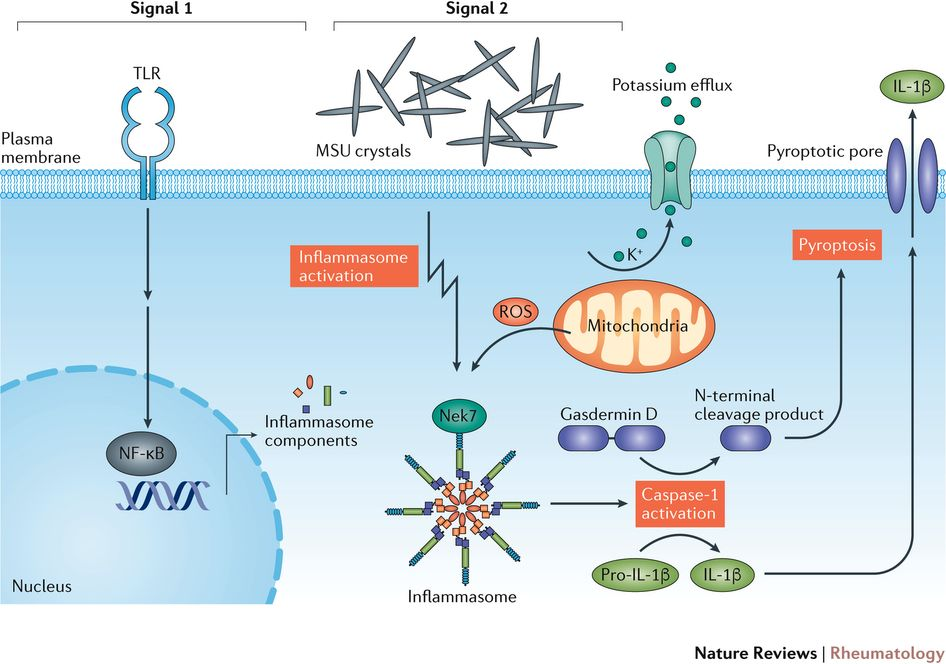 Signal 1
Signal 2
TLR
Plasma
membrane
MSU crystals
Potassium efflux
IL-1β
Pyroptotic pore
Pyroptosis
Inflammasome
activation
K⁺
ROS
Mitochondria
Inflammasome
components
NF-κB
Nek7
Gasdermin D
N-terminal
cleavage product
Caspase-1
activation
Pro-IL-1β
IL-1β
Nucleus
Inflammasome
Nature Reviews | Rheumatology